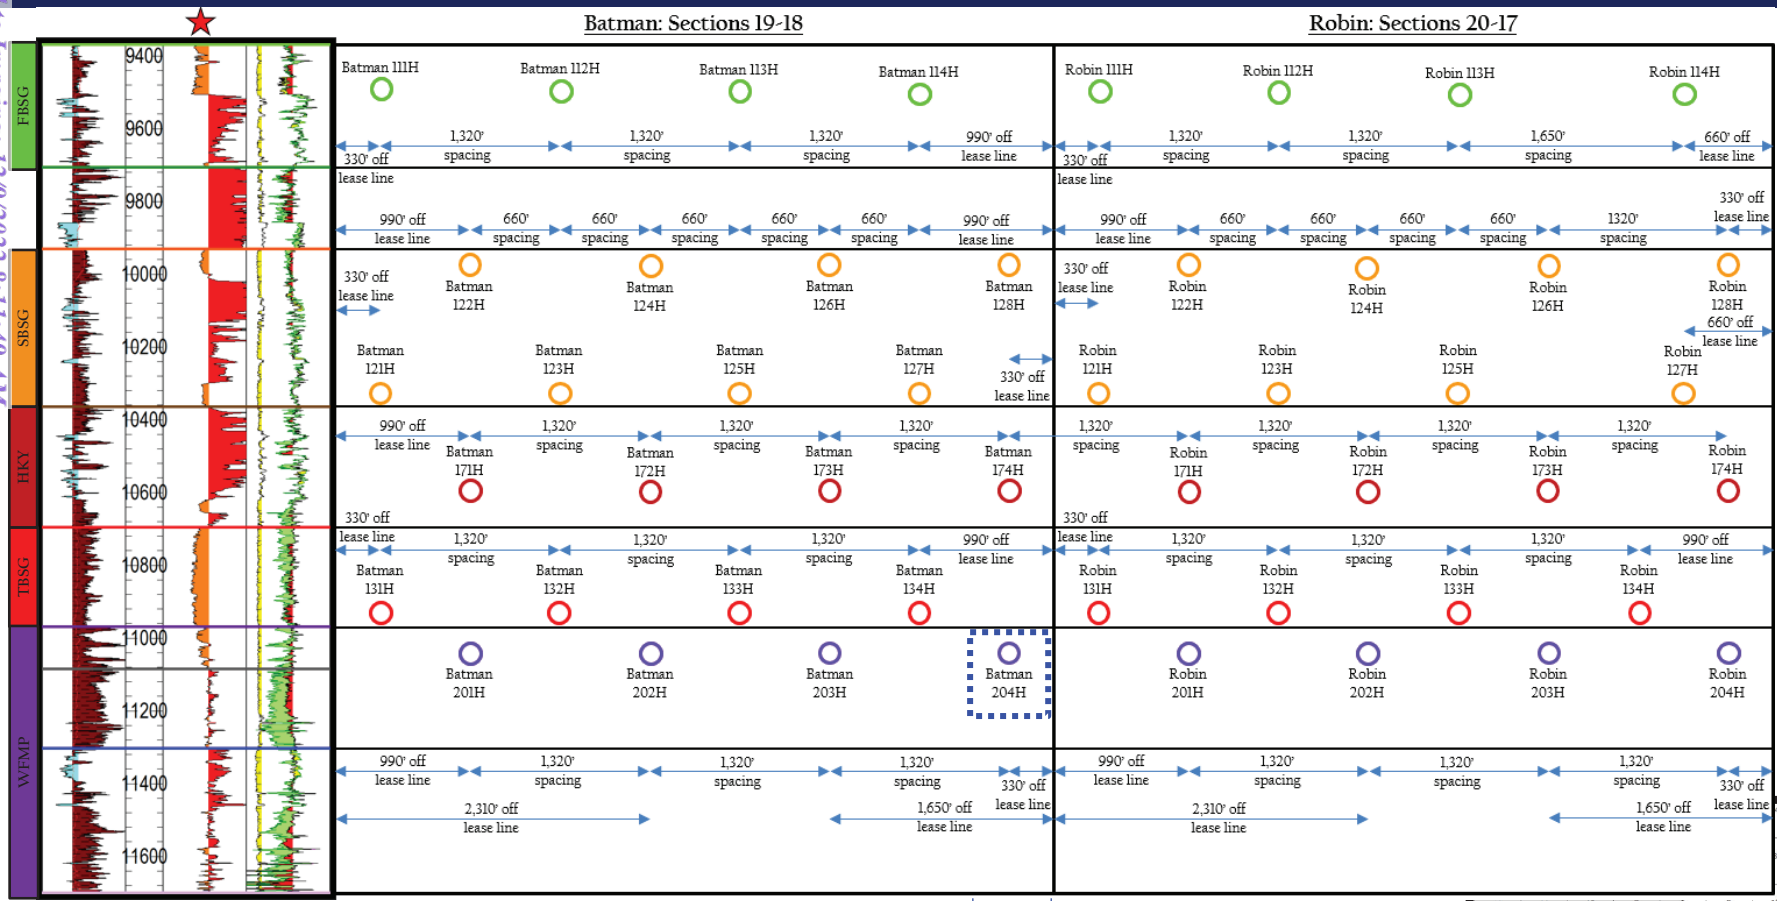 Batman: Sections 19-18
Robin: Sections 20-17
FBSG
SBSG
HKY
TBSG
WFMP
9400
9600
9800
10000
10200
10400
10600
10800
11000
11200
11400
11600
Batman 111H
Batman 112H
Batman 113H
Batman 114H
Robin 111H
Robin 112H
Robin 113H
Robin 114H
330' off
lease line
1,320'
spacing
1,320'
spacing
1,320'
spacing
990' off
lease line
330' off
lease line
1,320'
spacing
1,320'
spacing
1,650'
spacing
660' off
lease line
990' off
lease line
660'
spacing
660'
spacing
660'
spacing
660'
spacing
660'
spacing
990' off
lease line
990' off
lease line
660'
spacing
660'
spacing
660'
spacing
660'
spacing
1320'
spacing
330' off
lease line
330' off
lease line
Batman
122H
Batman
124H
Batman
126H
Batman
128H
330' off
lease line
Robin
122H
Robin
124H
Robin
126H
Robin
128H
660' off
lease line
Batman
121H
Batman
123H
Batman
125H
Batman
127H
330' off
lease line
Robin
121H
Robin
123H
Robin
125H
Robin
127H
990' off
lease line
1,320'
spacing
1,320'
spacing
1,320'
spacing
1,320'
spacing
1,320'
spacing
1,320'
spacing
1,320'
spacing
Batman
171H
Batman
172H
Batman
173H
Batman
174H
Robin
171H
Robin
172H
Robin
173H
Robin
174H
330' off
lease line
1,320'
spacing
1,320'
spacing
1,320'
spacing
990' off
lease line
330' off
lease line
1,320'
spacing
1,320'
spacing
1,320'
spacing
990' off
lease line
Batman
131H
Batman
132H
Batman
133H
Batman
134H
Robin
131H
Robin
132H
Robin
133H
Robin
134H
Batman
201H
Batman
202H
Batman
203H
Batman
204H
Robin
201H
Robin
202H
Robin
203H
Robin
204H
990' off
lease line
1,320'
spacing
1,320'
spacing
1,320'
spacing
330' off
lease line
990' off
lease line
1,320'
spacing
1,320'
spacing
1,320'
spacing
330' off
lease line
2,310' off
lease line
1,650' off
lease line
2,310' off
lease line
1,650' off
lease line